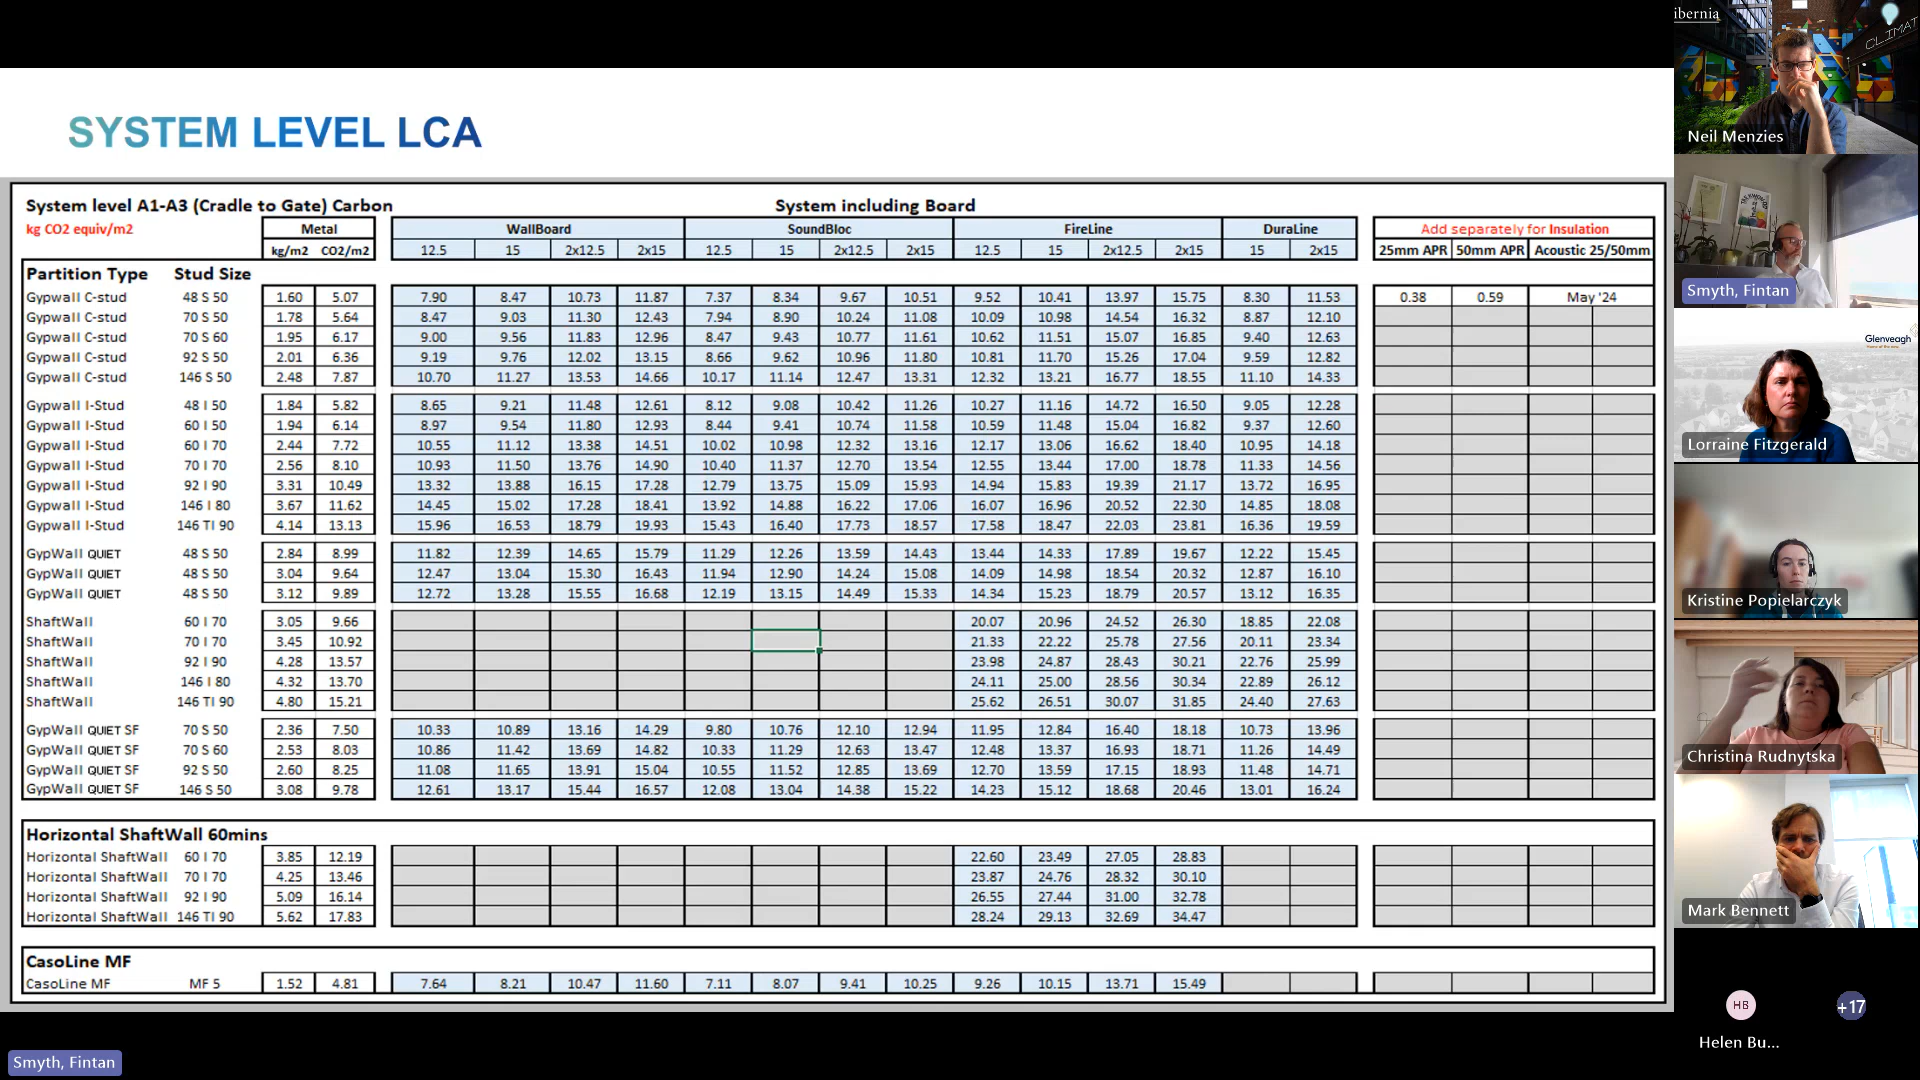 SYSTEM LEVEL LCA
System level A1-A3 (Cradle to Gate) Carbon System including Board
kg CO2 equiv/m2 Metal WallBoard SoundBloc FireLine DuraLine Add separately for Insulation
kg/m2 CO2/m2 12.5 15 2x12.5 2x15 12.5 15 2x12.5 2x15 12.5 15 2x12.5 2x15 15 2x15 25mm APR 50mm APR Acoustic 25/50mm
Partition Type Stud Size
Gypwall C-stud 48 S 50 1.60 5.07 7.90 8.47 10.73 11.87 7.37 8.34 9.67 10.51 9.52 10.41 13.97 15.75 8.30 11.53 0.38 0.59 May '24
Gypwall C-stud 70 S 50 1.78 5.64 8.47 9.03 11.30 12.43 7.94 8.90 10.24 11.08 10.09 10.98 14.54 16.32 8.87 12.10
Gypwall C-stud 70 S 60 1.95 6.17 9.00 9.56 11.83 12.96 8.47 9.43 10.77 11.61 10.62 11.51 15.07 16.85 9.40 12.63
Gypwall C-stud 92 S 50 2.01 6.36 9.19 9.76 12.02 13.15 8.66 9.62 10.96 11.80 10.81 11.70 15.26 17.04 9.59 12.82
Gypwall C-stud 146 S 50 2.48 7.87 10.70 11.27 13.53 14.66 10.17 11.14 12.47 13.31 12.32 13.21 16.77 18.55 11.10 14.33
Gypwall I-Stud 48 I 50 1.84 5.82 8.65 9.21 11.48 12.61 8.12 9.08 10.42 11.26 10.27 11.16 14.72 16.50 9.05 12.28
Gypwall I-Stud 60 I 50 1.94 6.14 8.97 9.54 11.80 12.93 8.44 9.41 10.74 11.58 10.59 11.48 15.04 16.82 9.37 12.60
Gypwall I-Stud 60 I 70 2.44 7.72 10.55 11.12 13.38 14.51 10.02 10.98 12.32 13.16 12.17 13.06 16.62 18.40 10.95 14.18
Gypwall I-Stud 70 I 70 2.56 8.10 10.93 11.50 13.76 14.90 10.40 11.37 12.70 13.54 12.55 13.44 17.00 18.78 11.33 14.56
Gypwall I-Stud 92 I 90 3.31 10.49 13.32 13.88 16.15 17.28 12.79 13.75 15.09 15.93 14.94 15.83 19.39 21.17 13.72 16.95
Gypwall I-Stud 146 I 80 3.67 11.62 14.45 15.02 17.28 18.41 13.92 14.88 16.22 17.06 16.07 16.96 20.52 22.30 14.85 18.08
Gypwall I-Stud 146 TI 90 4.14 13.13 15.96 16.53 18.79 19.93 15.43 16.40 17.73 18.57 17.58 18.47 22.03 23.81 16.36 19.59
GypWall QUIET 48 S 50 2.84 8.99 11.82 12.39 14.65 15.79 11.29 12.26 13.59 14.43 13.44 14.33 17.89 19.67 12.22 15.45
GypWall QUIET 48 S 50 3.04 9.64 12.47 13.04 15.30 16.43 11.94 12.90 14.24 15.08 14.09 14.98 18.54 20.32 12.87 16.10
GypWall QUIET 48 S 50 3.12 9.89 12.72 13.28 15.55 16.68 12.19 13.15 14.49 15.33 14.34 15.23 18.79 20.57 13.12 16.35
ShaftWall 60 I 70 3.05 9.66 20.07 20.96 24.52 26.30 18.85 22.08
ShaftWall 70 I 70 3.45 10.92 21.33 22.22 25.78 27.56 20.11 23.34
ShaftWall 92 I 90 4.28 13.57 23.98 24.87 28.43 30.21 22.76 25.99
ShaftWall 146 I 80 4.32 13.70 24.11 25.00 28.56 30.34 22.89 26.12
ShaftWall 146 TI 90 4.80 15.21 25.62 26.51 30.07 31.85 24.40 27.63
GypWall QUIET SF 70 S 50 2.36 7.50 10.33 10.89 13.16 14.29 9.80 10.76 12.10 12.94 11.95 12.84 16.40 18.18 10.73 13.96
GypWall QUIET SF 70 S 60 2.53 8.03 10.86 11.42 13.69 14.82 10.33 11.29 12.63 13.47 12.48 13.37 16.93 18.71 11.26 14.49
GypWall QUIET SF 92 S 50 2.60 8.25 11.08 11.65 13.91 15.04 10.55 11.52 12.85 13.69 12.70 13.59 17.15 18.93 11.48 14.71
GypWall QUIET SF 146 S 50 3.08 9.78 12.61 13.17 15.44 16.57 12.08 13.04 14.38 15.22 14.23 15.12 18.68 20.46 13.01 16.24
Horizontal ShaftWall 60mins
Horizontal ShaftWall 60 I 70 3.85 12.19 22.60 23.49 27.05 28.83
Horizontal ShaftWall 70 I 70 4.25 13.46 23.87 24.76 28.32 30.10
Horizontal ShaftWall 92 I 90 5.09 16.14 26.55 27.44 31.00 32.78
Horizontal ShaftWall 146 TI 90 5.62 17.83 28.24 29.13 32.69 34.47
CasoLine MF
CasoLine MF MF 5 1.52 4.81 7.64 8.21 10.47 11.60 7.11 8.07 9.41 10.25 9.26 10.15 13.71 15.49
Smyth, Fintan
ibernia
CLIMAT
Neil Menzies
Smyth, Fintan
Glenveagh
Lorraine Fitzgerald
Kristine Popielarczyk
Christina Rudnytska
Mark Bennett
HB
+17
Helen Bu...